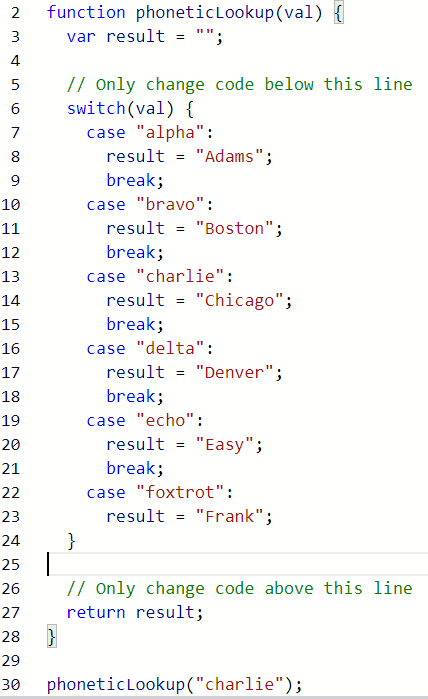 2 function phoneticLookup(val) {
3   var result = "";
4
5   // Only change code below this line
6   switch(val) {
7     case "alpha":
8       result = "Adams";
9       break;
10     case "bravo":
11       result = "Boston";
12       break;
13     case "charlie":
14       result = "Chicago";
15       break;
16     case "delta":
17       result = "Denver";
18       break;
19     case "echo":
20       result = "Easy";
21       break;
22     case "foxtrot":
23       result = "Frank";
24   }
25
26   // Only change code above this line
27   return result;
28 }
29
30 phoneticLookup("charlie");